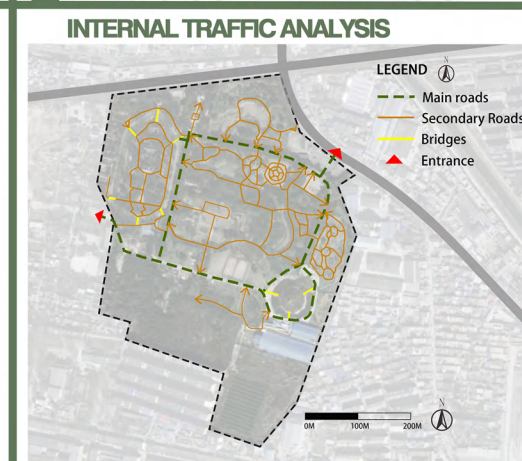 INTERNAL TRAFFIC ANALYSIS
LEGEND
N
Main roads
Secondary Roads
Bridges
Entrance
N
0M 100M 200M